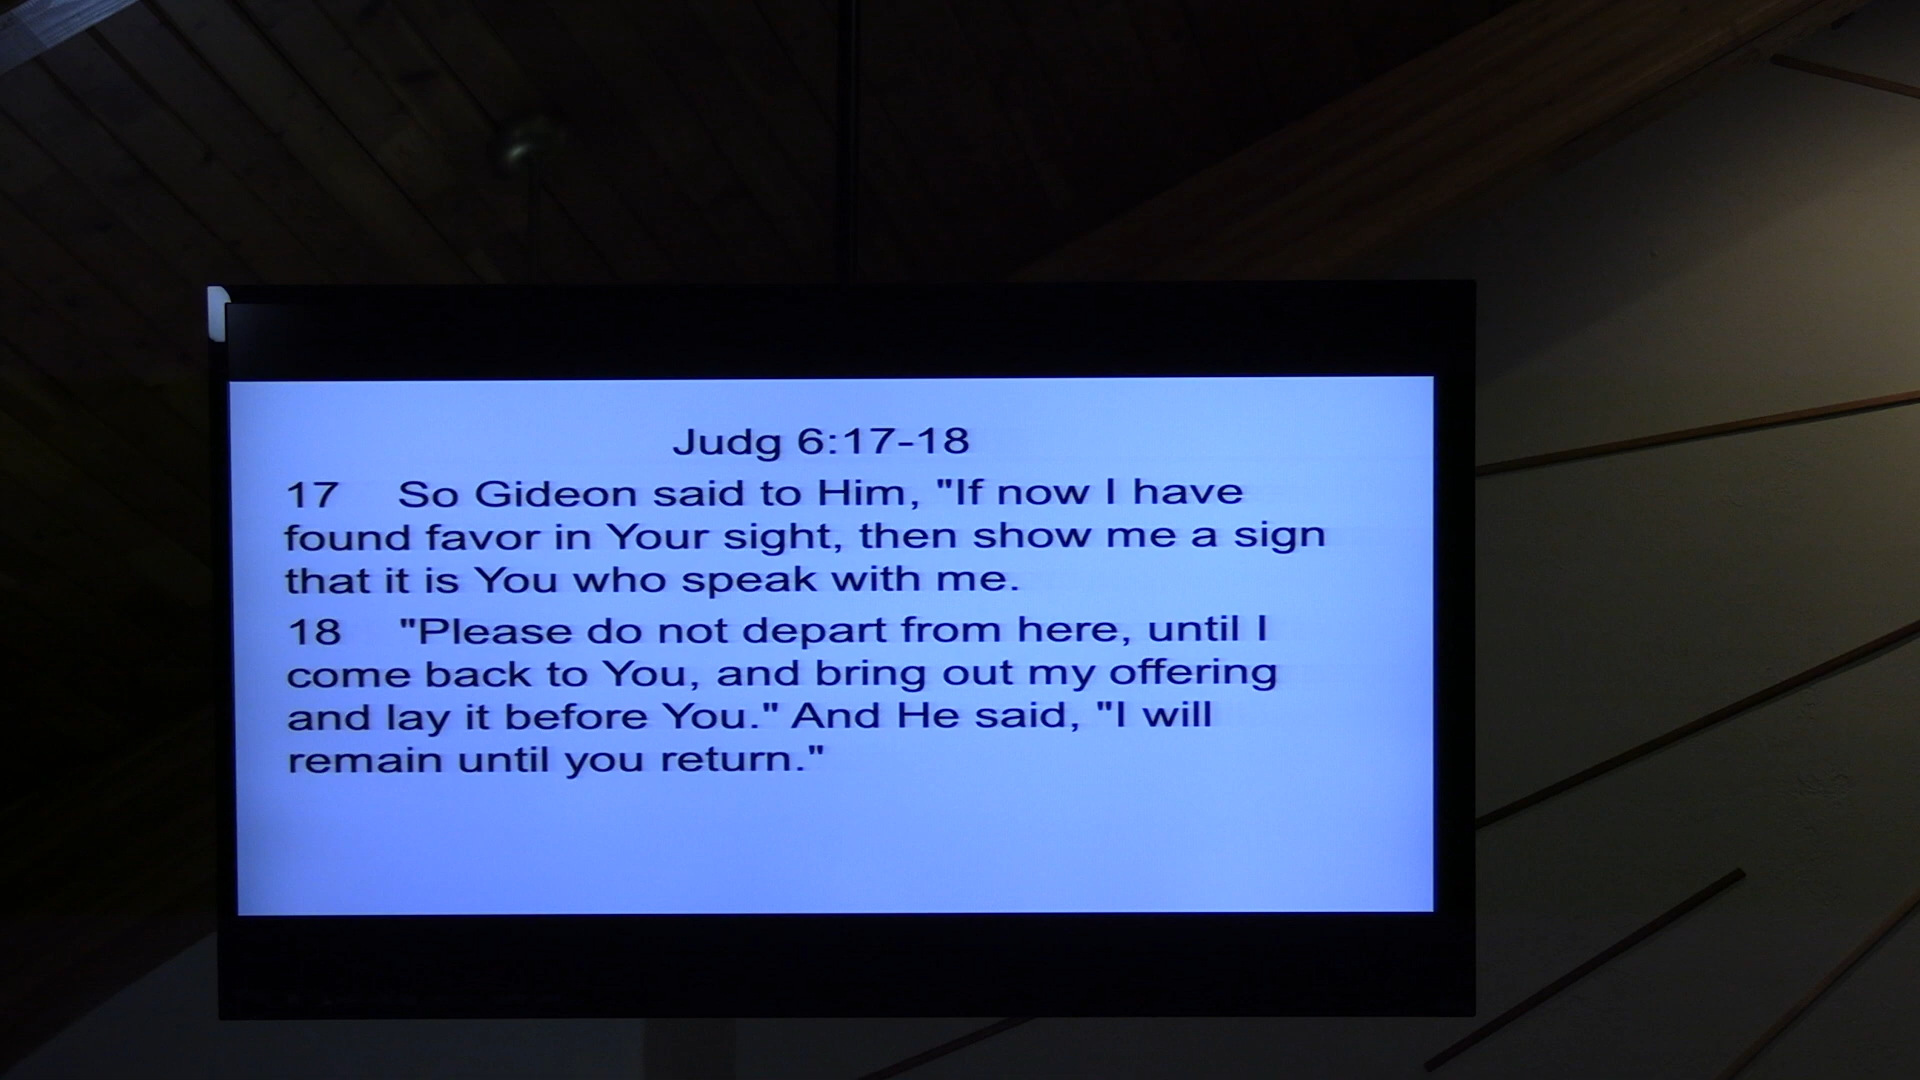 Judg 6:17-18
17 So Gideon said to Him, "If now I have
found favor in Your sight, then show me a sign
that it is You who speak with me.
18 "Please do not depart from here, until I
come back to You, and bring out my offering
and lay it before You." And He said, "I will
remain until you return."